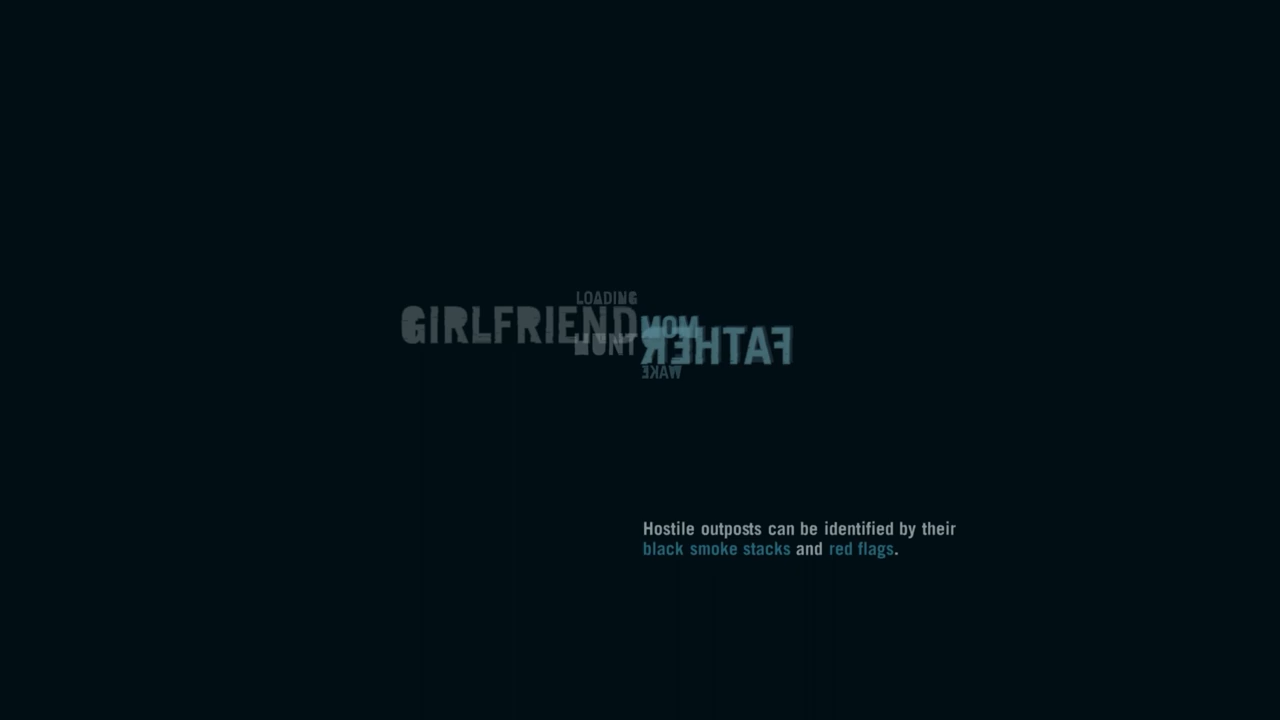 LOADING
GIRLFRIEND
HUNT
MOM
FATHER
WAKE
Hostile outposts can be identified by their
black smoke stacks and red flags.